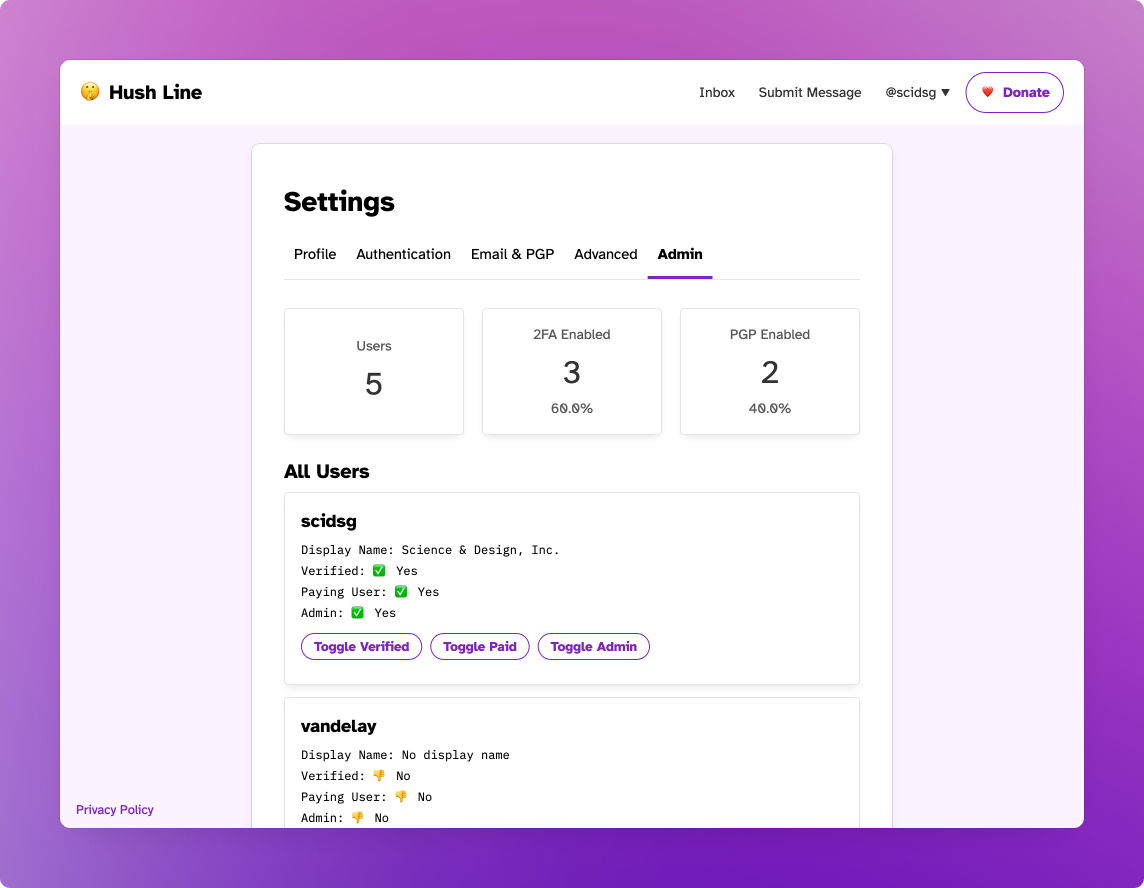 Hush Line
Inbox Submit Message @scidsg ▼ Donate
Settings
Profile Authentication Email & PGP Advanced Admin
Users
5
2FA Enabled
3
60.0%
PGP Enabled
2
40.0%
All Users
scidsg
Display Name: Science & Design, Inc.
Verified: ✅ Yes
Paying User: ✅ Yes
Admin: ✅ Yes
Toggle Verified Toggle Paid Toggle Admin
vandelay
Display Name: No display name
Verified: 👎 No
Paying User: 👎 No
Admin: 👎 No
Privacy Policy